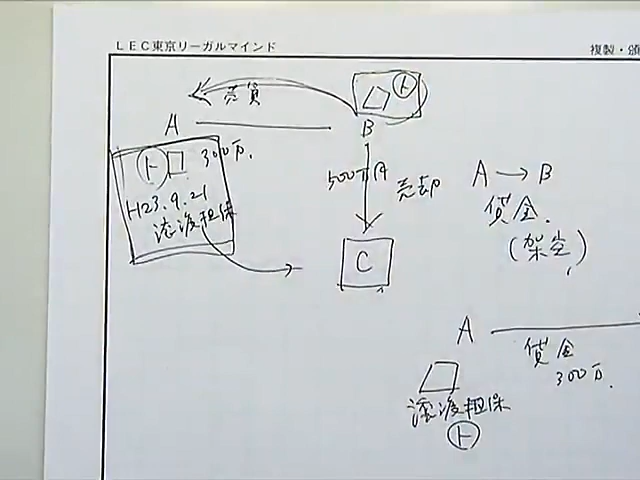 LEC東京リーガルマインド
複製・頒
売買
ト
A
B
ト 300万.
H23.9.21
譲渡担保
500万円
売却
C
A→B
貸金.
(架空)
A
貸金
300万.
譲渡担保
ト